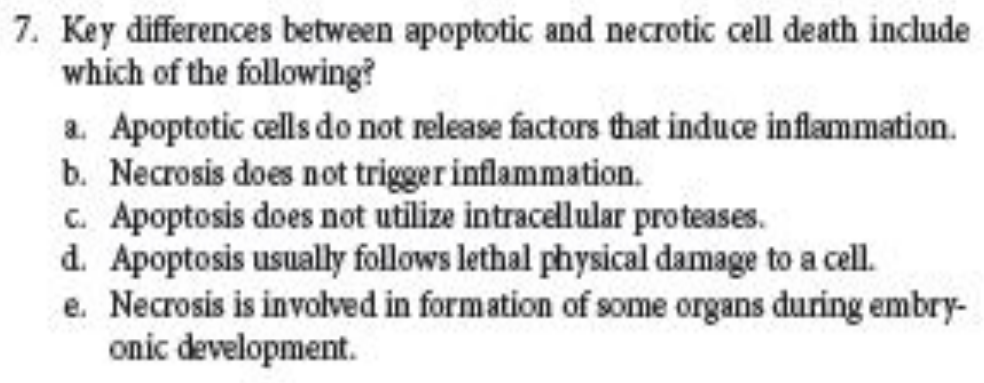 7. Key differences between apoptotic and necrotic cell death include
which of the following?
a. Apoptotic cells do not release factors that induce inflammation.
b. Necrosis does not trigger inflammation.
c. Apoptosis does not utilize intracellular proteases.
d. Apoptosis usually follows lethal physical damage to a cell.
e. Necrosis is involved in formation of some organs during embry-
onic development.